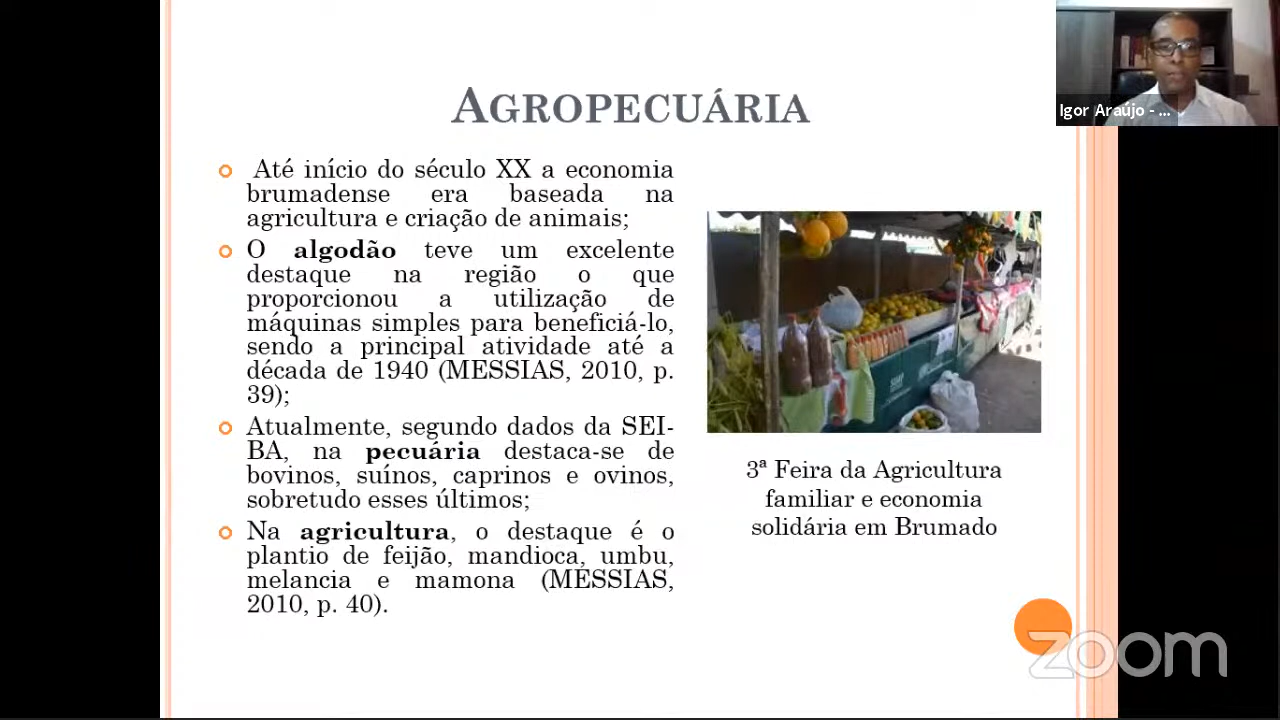 Igor Araújo - ...
AGROPECUÁRIA
Até início do século XX a economia
brumadense era baseada na
agricultura e criação de animais;
O algodão teve um excelente
destaque na região o que
proporcionou a utilização de
máquinas simples para beneficiá-lo,
sendo a principal atividade até a
década de 1940 (MESSIAS, 2010, p.
39);
Atualmente, segundo dados da SEI-
BA, na pecuária destaca-se de
bovinos, suínos, caprinos e ovinos,
sobretudo esses últimos;
Na agricultura, o destaque é o
plantio de feijão, mandioca, umbu,
melancia e mamona (MESSIAS,
2010, p. 40).
3ª Feira da Agricultura
familiar e economia
solidária em Brumado
zoom